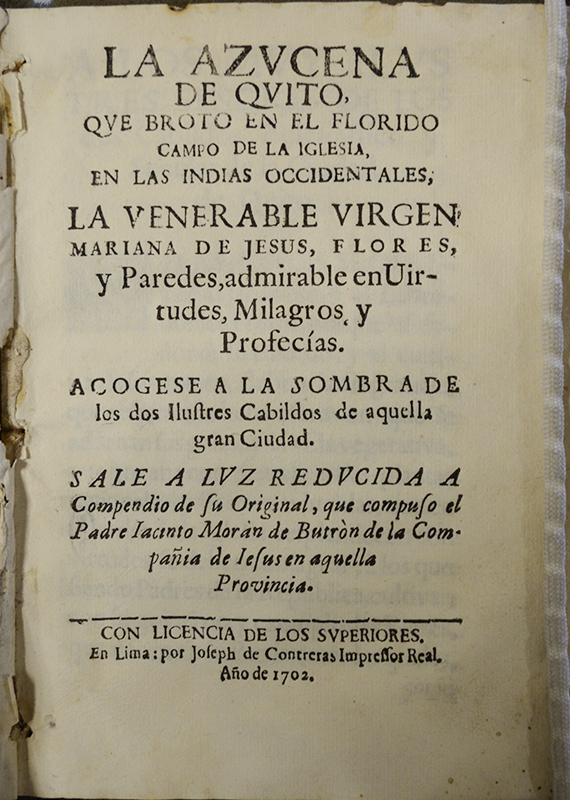 LA AZVCENA
DE QVITO,
QVE BROTO EN EL FLORIDO
CAMPO DE LA IGLESIA,
EN LAS INDIAS OCCIDENTALES,
LA VENERABLE VIRGEN
MARIANA DE JESUS, FLORES,
y Paredes,admirable en Uir-
tudes, Milagros, y
Profecías.
ACOGESE A LA SOMBRA DE
los dos Iluſtres Cabildos de aquella
gran Ciudad.
SALE A LVZ REDVCIDA A
Compendio de ſu Original, que compuſo el
Padre Iacinto Moràn de Butròn de la Com-
pañia de Ieſus en aquella
Provincia.
CON LICENCIA DE LOS SVPERIORES.
En Lima: por Joſeph de Contreras Impreſſor Real.
Año de 1702.